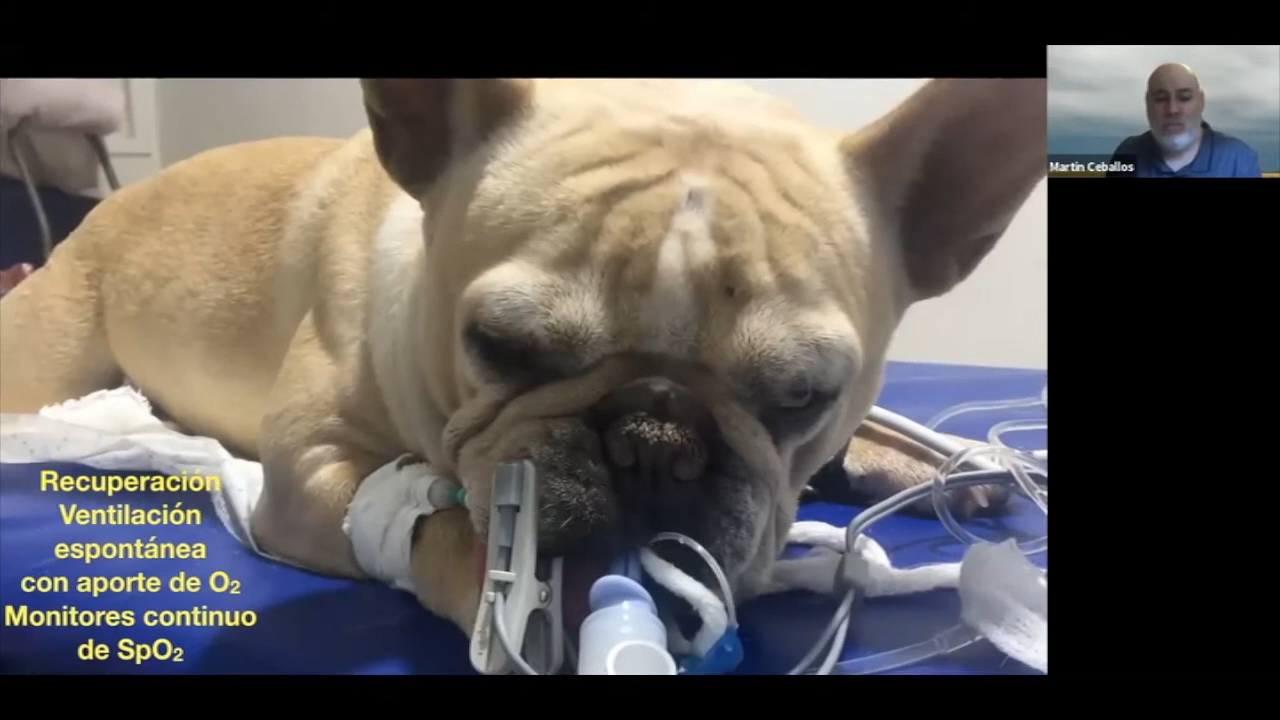 Martin Ceballos
Recuperación
Ventilación
espontánea
con aporte de O₂
Monitores continuo
de SpO₂